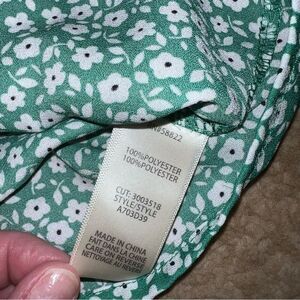 100%POLYESTER
100%POLYESTER
CUT: 3003518
STYLE/STYLE
A703D39
MADE IN CHINA
FAIT DANS LA CHINE
CARE ON REVERSE
NETTOYAGE AU REVERS